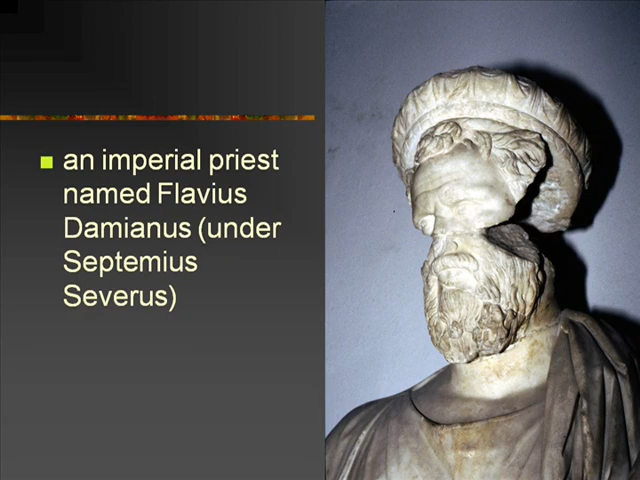 an imperial priest
named Flavius
Damianus (under
Septemius
Severus)